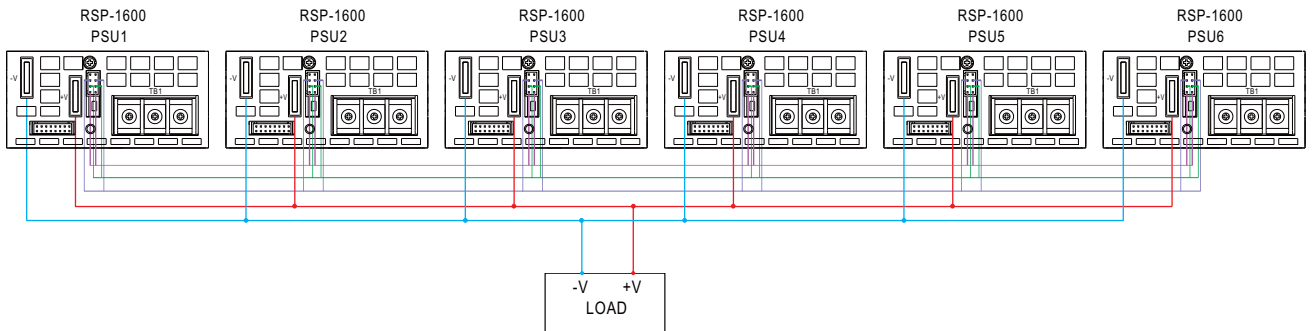 RSP-1600 RSP-1600 RSP-1600 RSP-1600 RSP-1600 RSP-1600
PSU1 PSU2 PSU3 PSU4 PSU5 PSU6
-V -V -V -V -V -V
+V +V +V +V +V +V
TB1 TB1 TB1 TB1 TB1 TB1
-V +V
LOAD